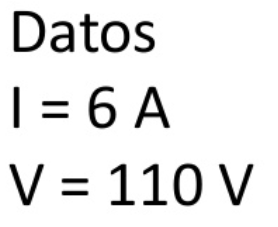 Datos
I = 6 A
V = 110 V